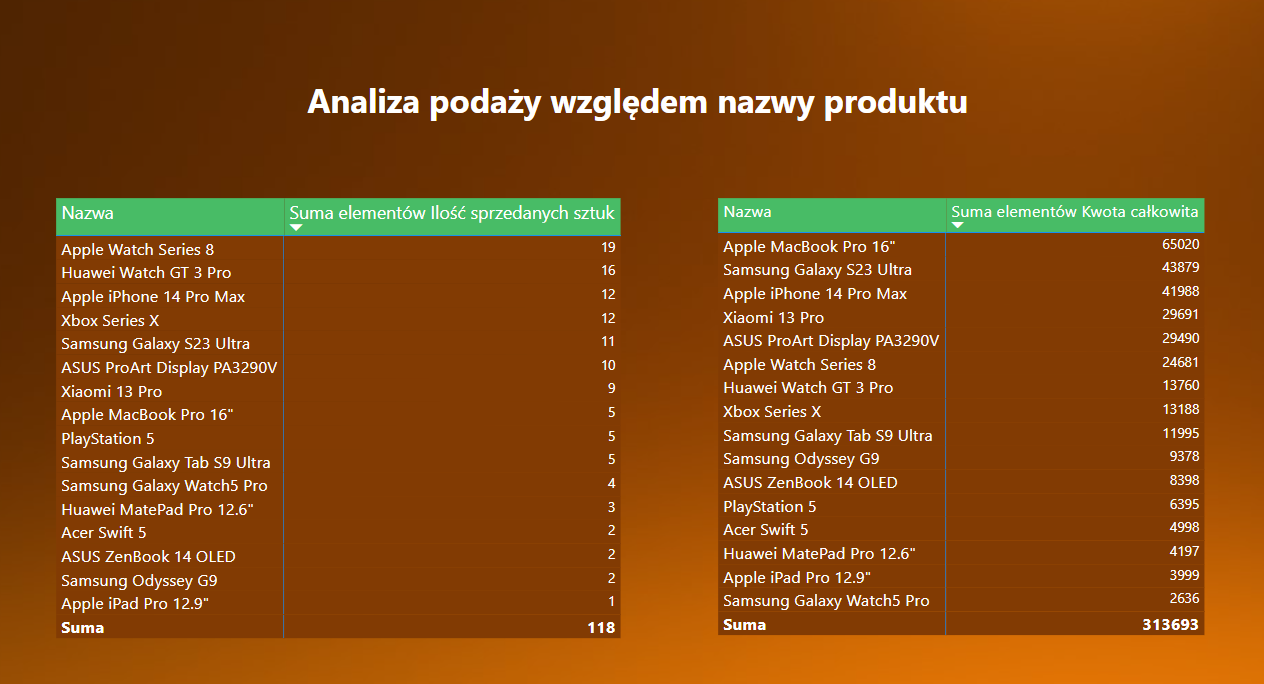 Analiza podaży względem nazwy produktu
Nazwa Suma elementów Ilość sprzedanych sztuk
Apple Watch Series 8 19
Huawei Watch GT 3 Pro 16
Apple iPhone 14 Pro Max 12
Xbox Series X 12
Samsung Galaxy S23 Ultra 11
ASUS ProArt Display PA3290V 10
Xiaomi 13 Pro 9
Apple MacBook Pro 16" 5
PlayStation 5 5
Samsung Galaxy Tab S9 Ultra 5
Samsung Galaxy Watch5 Pro 4
Huawei MatePad Pro 12.6" 3
Acer Swift 5 2
ASUS ZenBook 14 OLED 2
Samsung Odyssey G9 2
Apple iPad Pro 12.9" 1
Suma 118
Nazwa Suma elementów Kwota całkowita
Apple MacBook Pro 16" 65020
Samsung Galaxy S23 Ultra 43879
Apple iPhone 14 Pro Max 41988
Xiaomi 13 Pro 29691
ASUS ProArt Display PA3290V 29490
Apple Watch Series 8 24681
Huawei Watch GT 3 Pro 13760
Xbox Series X 13188
Samsung Galaxy Tab S9 Ultra 11995
Samsung Odyssey G9 9378
ASUS ZenBook 14 OLED 8398
PlayStation 5 6395
Acer Swift 5 4998
Huawei MatePad Pro 12.6" 4197
Apple iPad Pro 12.9" 3999
Samsung Galaxy Watch5 Pro 2636
Suma 313693